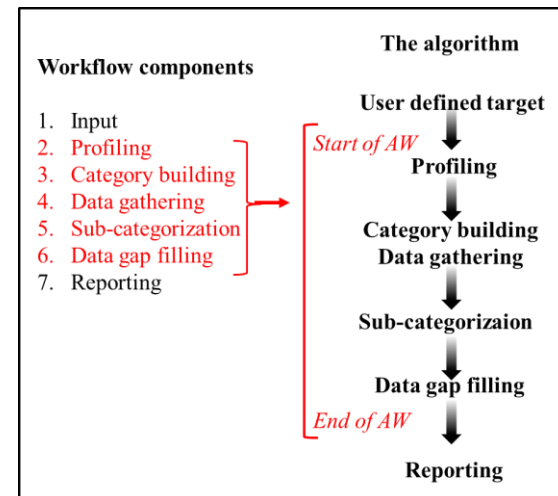 Workflow components
1. Input
2. Profiling
3. Category building
4. Data gathering
5. Sub-categorization
6. Data gap filling
7. Reporting
The algorithm
User defined target
Start of AW
Profiling
Category building
Data gathering
Sub-categorizaion
Data gap filling
End of AW
Reporting